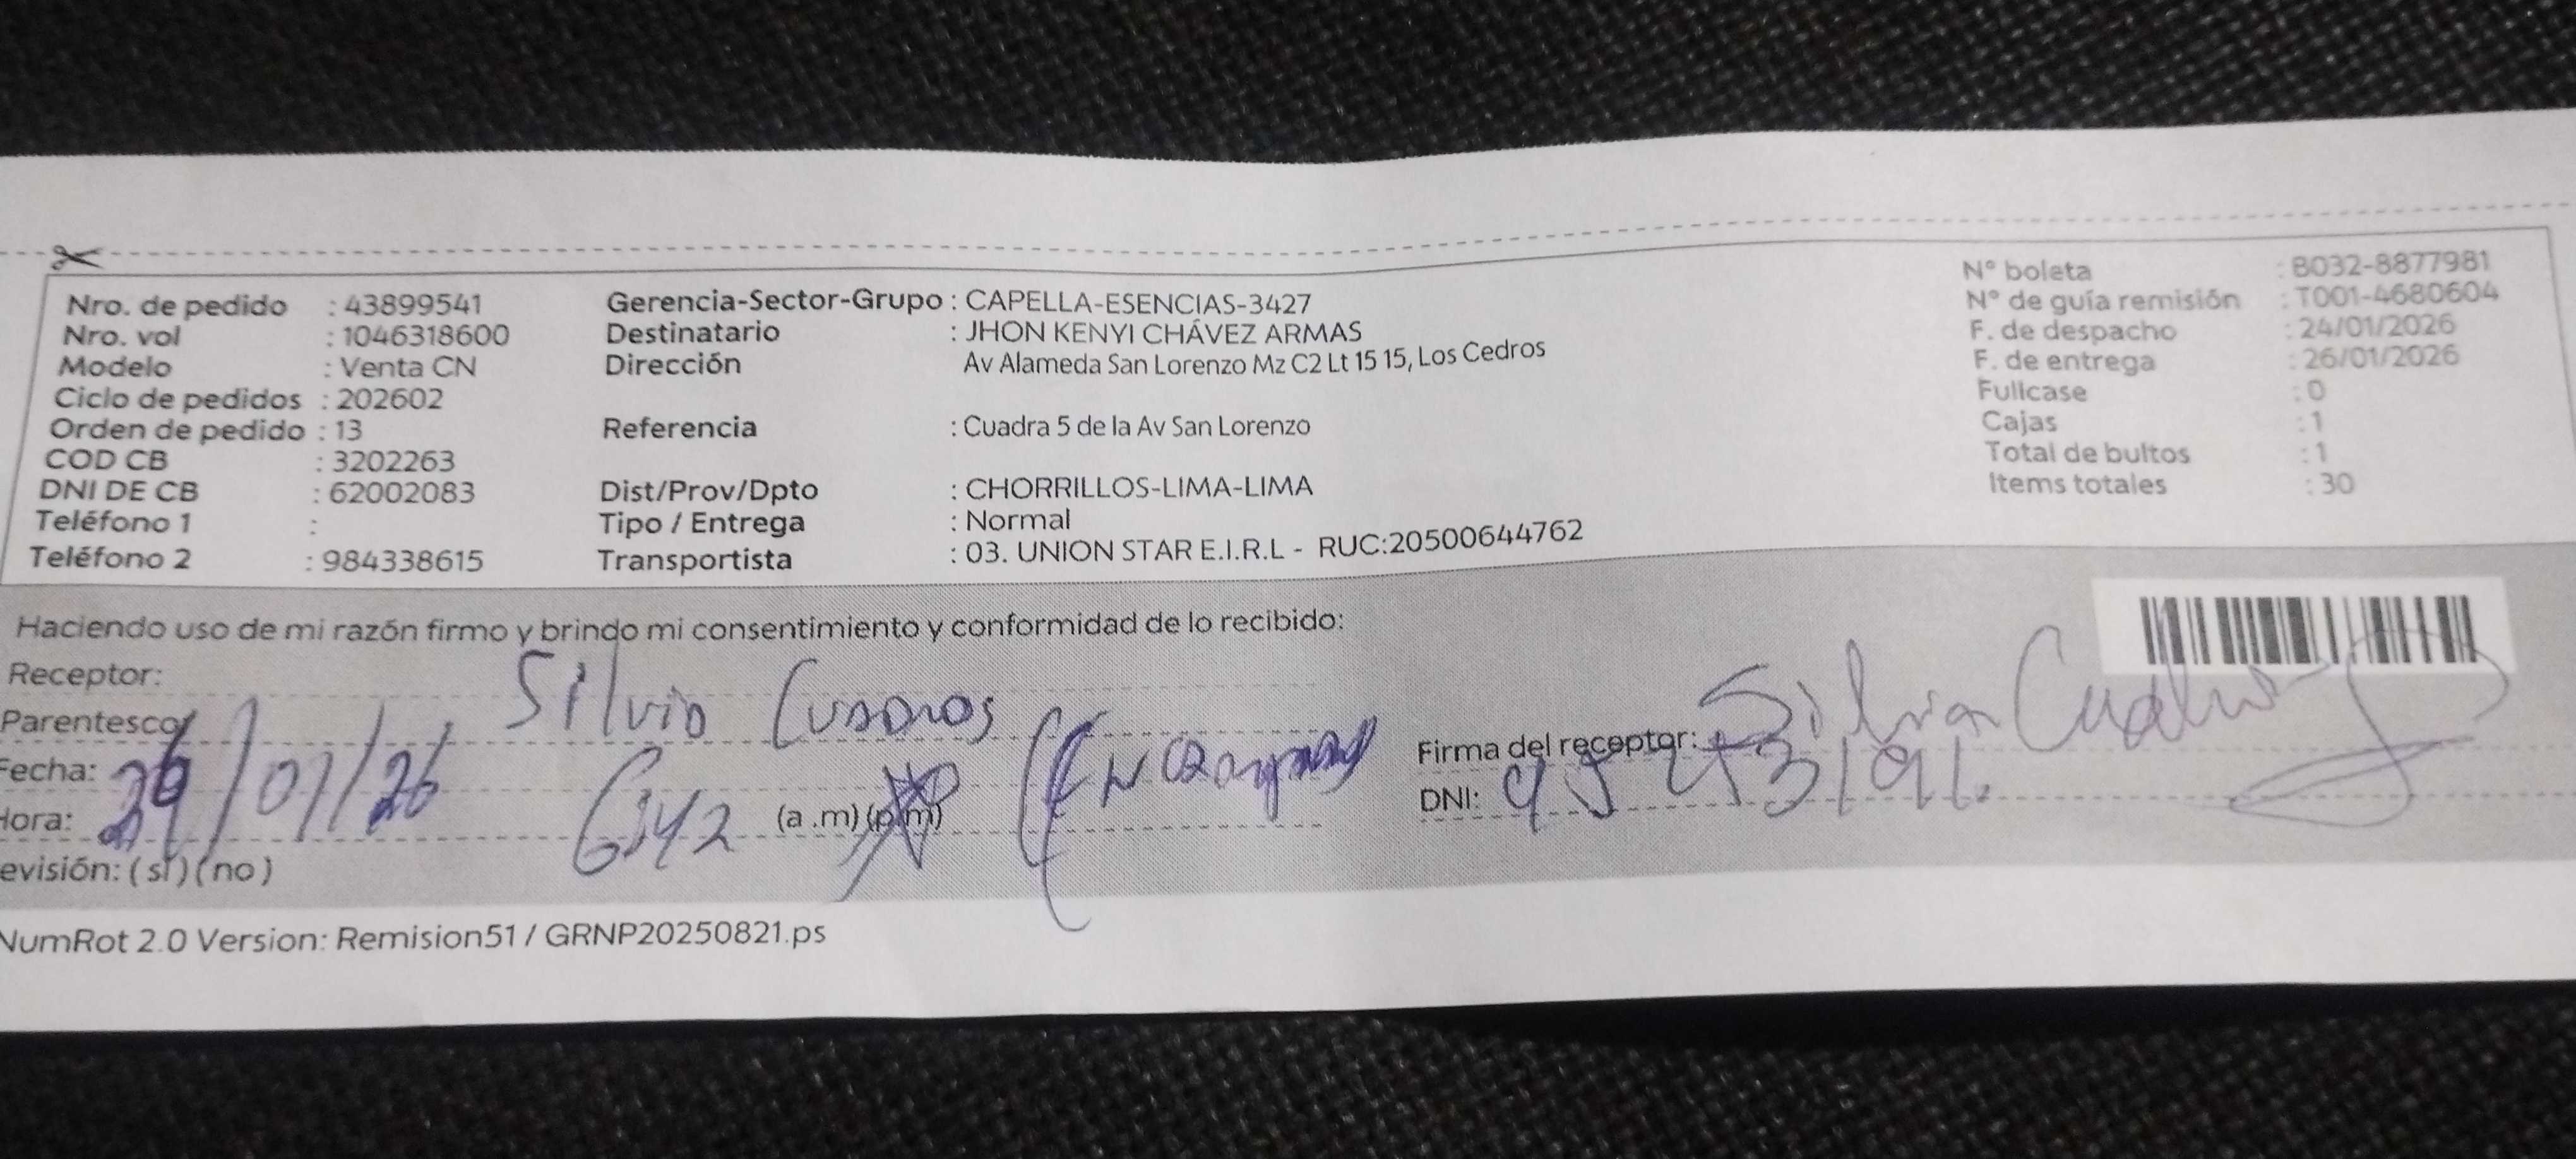 Nro. de pedido : 43899541
Nro. vol : 1046318600
Modelo : Venta CN
Ciclo de pedidos : 202602
Orden de pedido : 13
COD CB : 3202263
DNI DE CB : 62002083
Teléfono 1 :
Teléfono 2 : 984338615
Gerencia-Sector-Grupo : CAPELLA-ESENCIAS-3427
Destinatario : JHON KENYI CHÁVEZ ARMAS
Dirección Av Alameda San Lorenzo Mz C2 Lt 15 15, Los Cedros
Referencia : Cuadra 5 de la Av San Lorenzo
Dist/Prov/Dpto : CHORRILLOS-LIMA-LIMA
Tipo / Entrega : Normal
Transportista : 03. UNION STAR E.I.R.L - RUC:20500644762
N° boleta : B032-8877981
N° de guía remisión : T001-4680604
F. de despacho : 24/01/2026
F. de entrega : 26/01/2026
Fullcase : 0
Cajas : 1
Total de bultos : 1
Items totales : 30
Haciendo uso de mi razón firmo y brindo mi consentimiento y conformidad de lo recibido:
Receptor: Silvio
Parentesco
Fecha: /01/26
Hora: (a .m) (p.m)
evisión: ( sí ) ( no )
Firma del receptor:
DNI:
NumRot 2.0 Version: Remision51 / GRNP20250821.ps